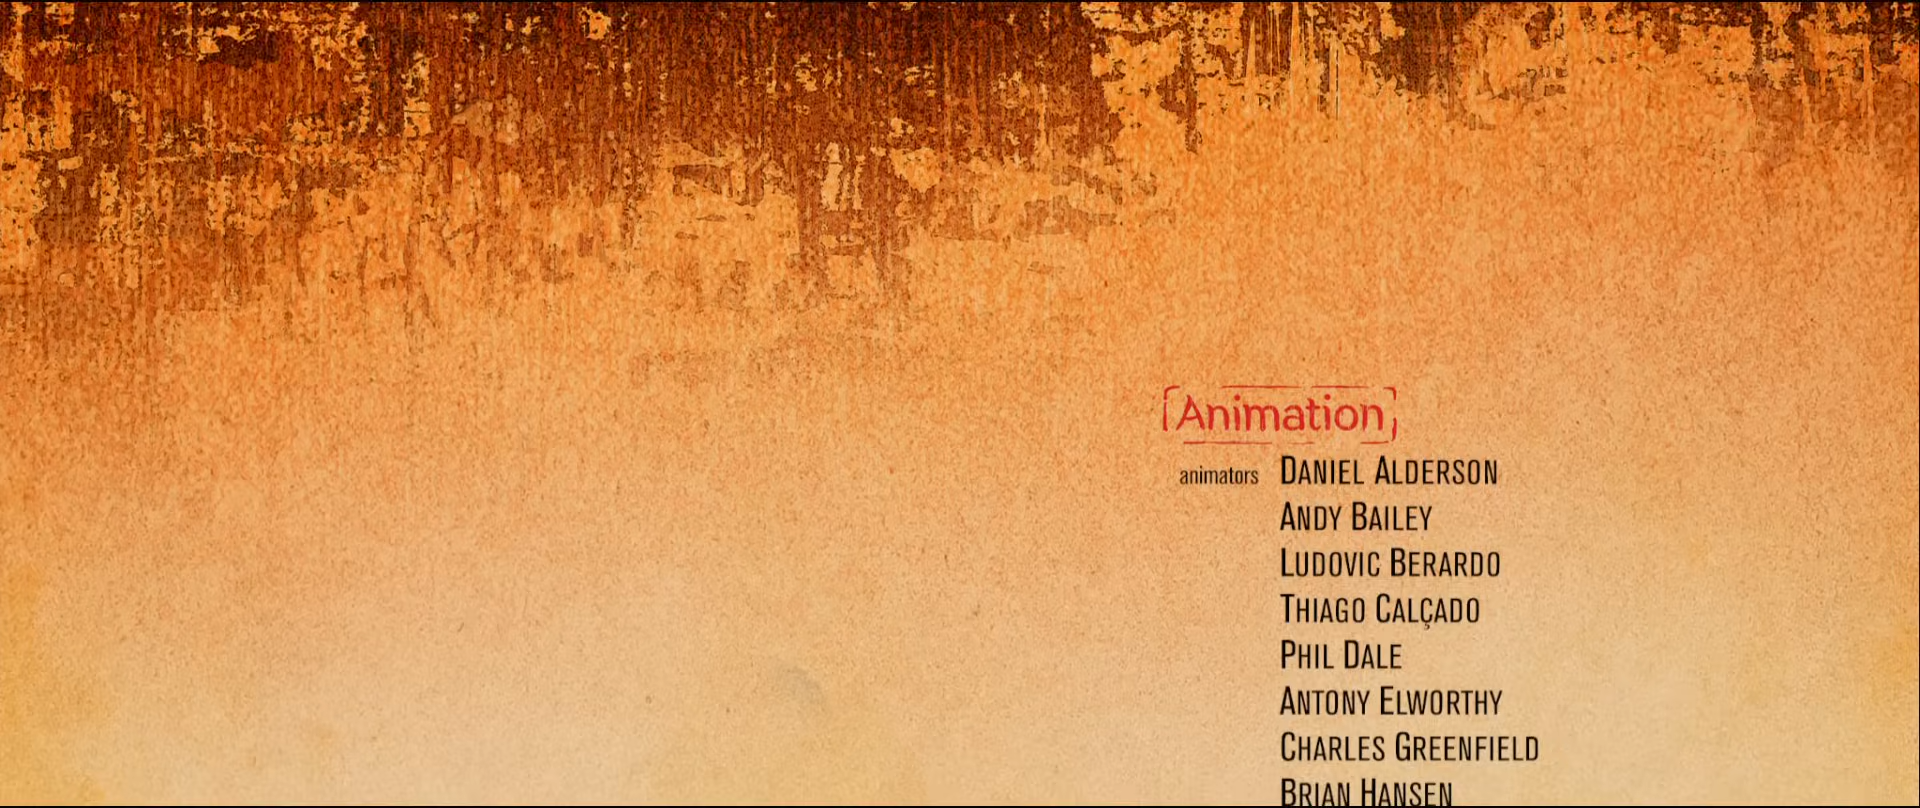 Animation
animators DANIEL ALDERSON
ANDY BAILEY
LUDOVIC BERARDO
THIAGO CALÇADO
PHIL DALE
ANTONY ELWORTHY
CHARLES GREENFIELD
BRIAN HANSEN